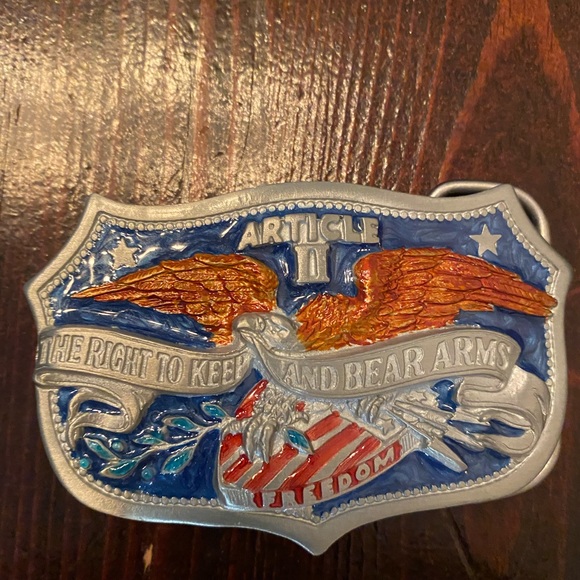 ARTICLE
II
THE RIGHT TO KEEP AND BEAR ARMS
FREEDOM